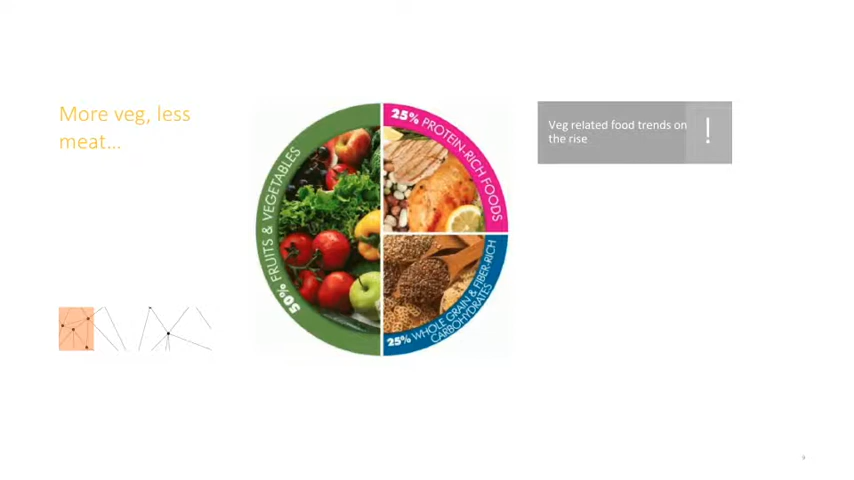 More veg, less
meat...
50% FRUITS & VEGETABLES
25% PROTEIN-RICH FOODS
25% WHOLE GRAIN & FIBER-RICH
CARBOHYDRATES
Veg related food trends on
the rise
!